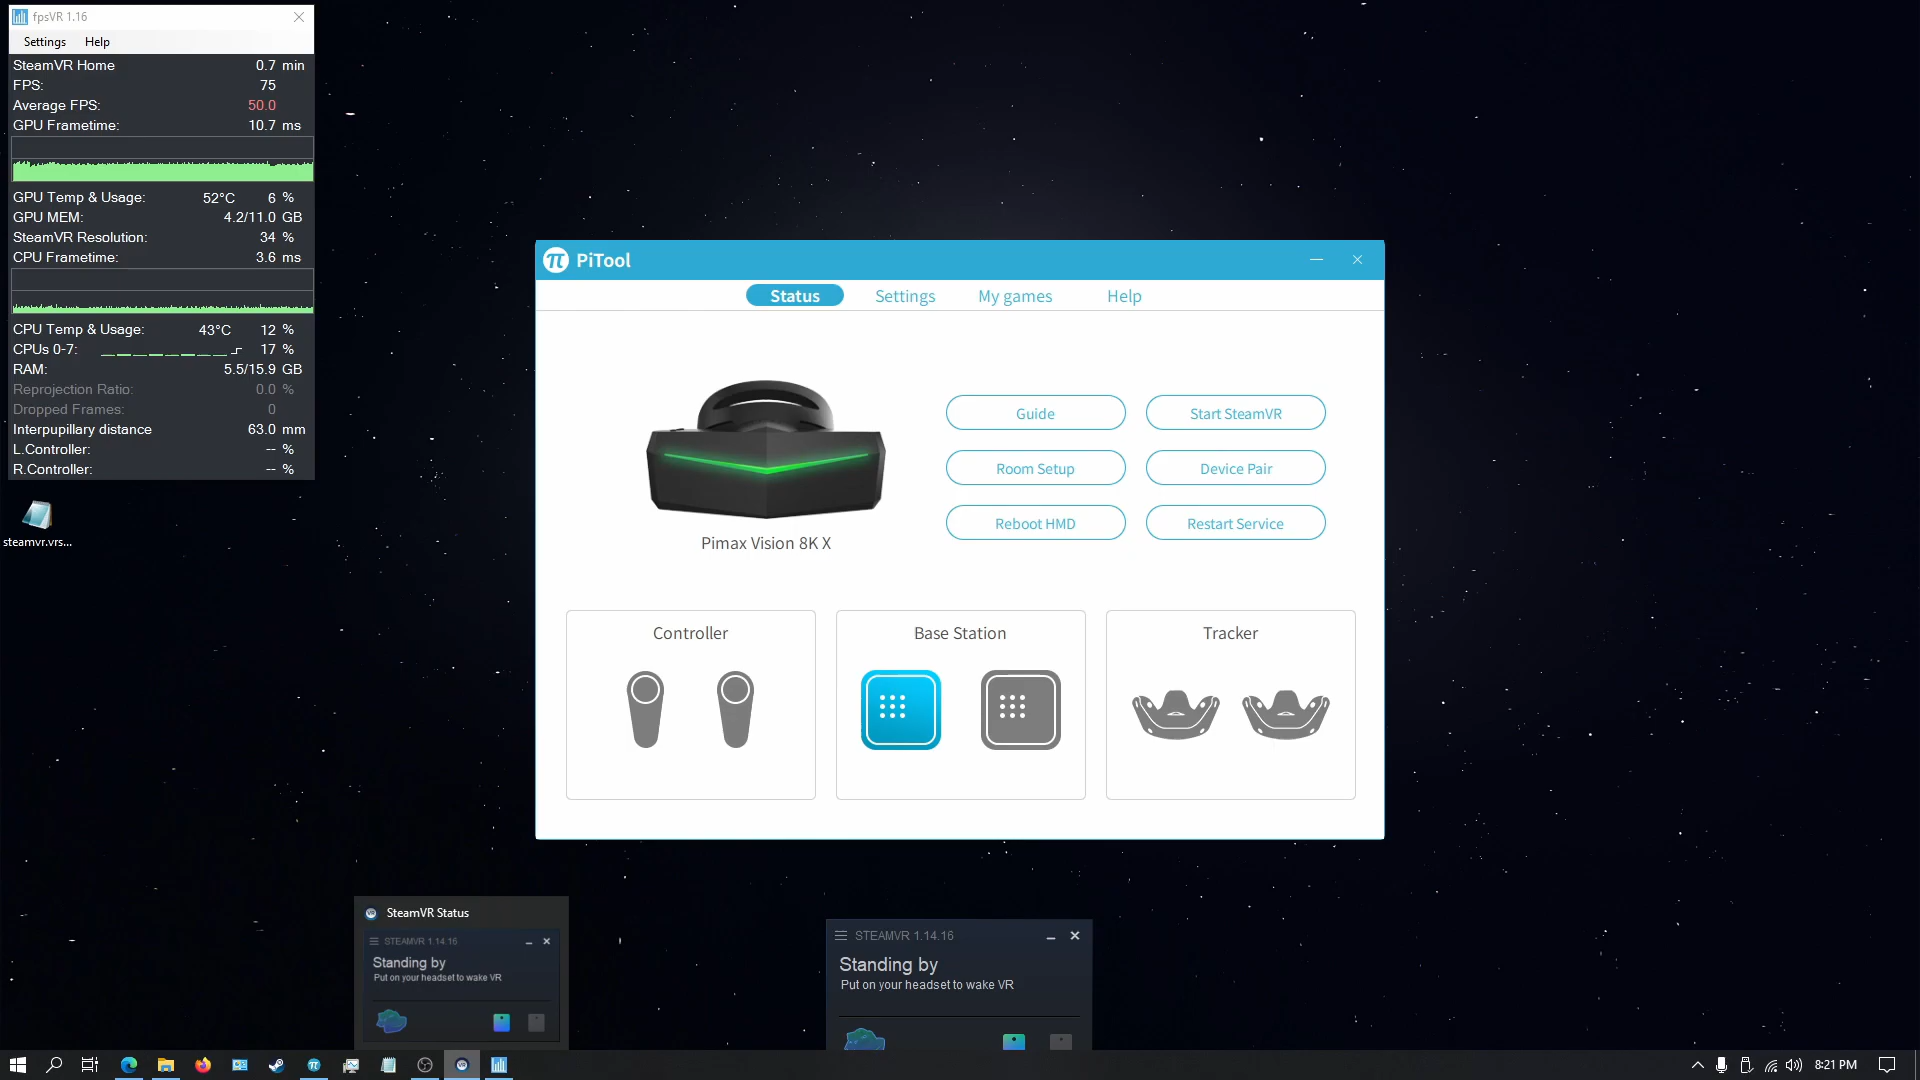 fpsVR 1.16
Settings Help
SteamVR Home 0.7 min
FPS: 75
Average FPS: 50.0
GPU Frametime: 10.7 ms
GPU Temp & Usage: 52°C 6 %
GPU MEM: 4.2/11.0 GB
SteamVR Resolution: 34 %
CPU Frametime: 3.6 ms
CPU Temp & Usage: 43°C 12 %
CPUs 0-7: 17 %
RAM: 5.5/15.9 GB
Reprojection Ratio: 0.0 %
Dropped Frames: 0
Interpupillary distance 63.0 mm
L.Controller: -- %
R.Controller: -- %
steamvr.vrs...
PiTool
Status Settings My games Help
Guide Start SteamVR
Room Setup Device Pair
Reboot HMD Restart Service
Pimax Vision 8K X
Controller Base Station Tracker
SteamVR Status
STEAMVR 1.14.16
Standing by
Put on your headset to wake VR
STEAMVR 1.14.16
Standing by
Put on your headset to wake VR
8:21 PM